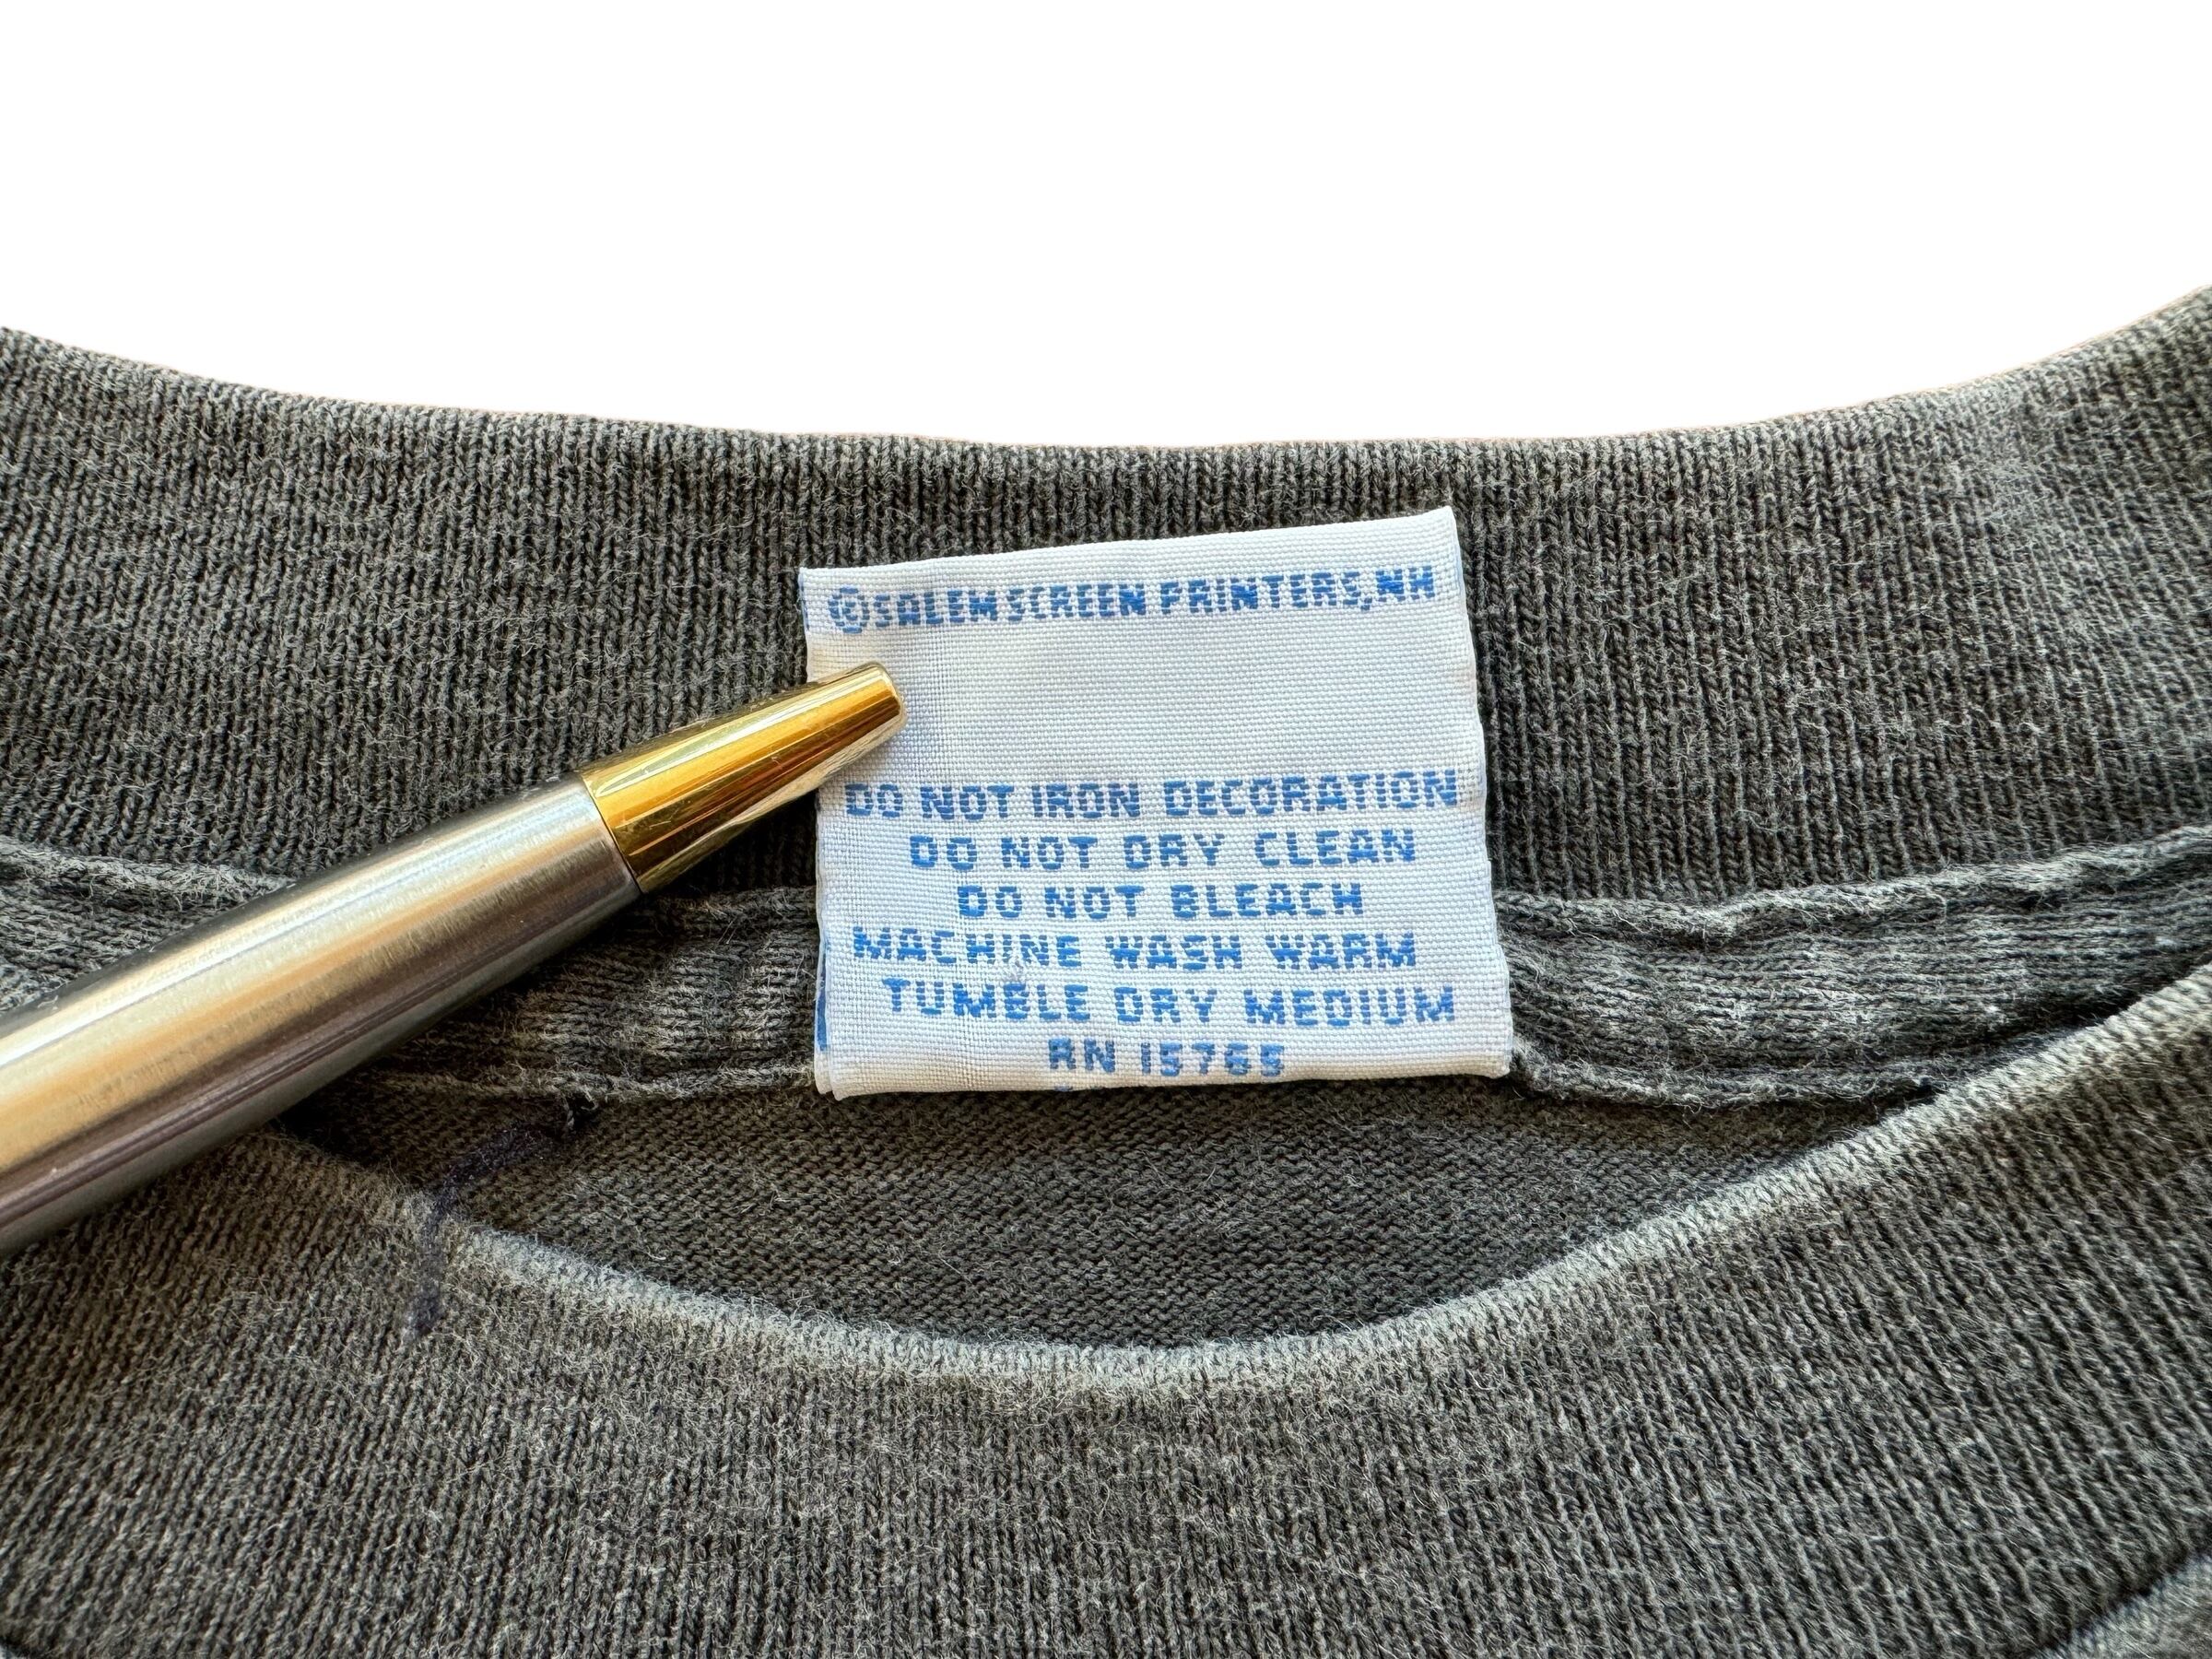 ©SALEM SCREEN PRINTERS, NH
DO NOT IRON DECORATION
DO NOT DRY CLEAN
DO NOT BLEACH
MACHINE WASH WARM
TUMBLE DRY MEDIUM
RN 15765